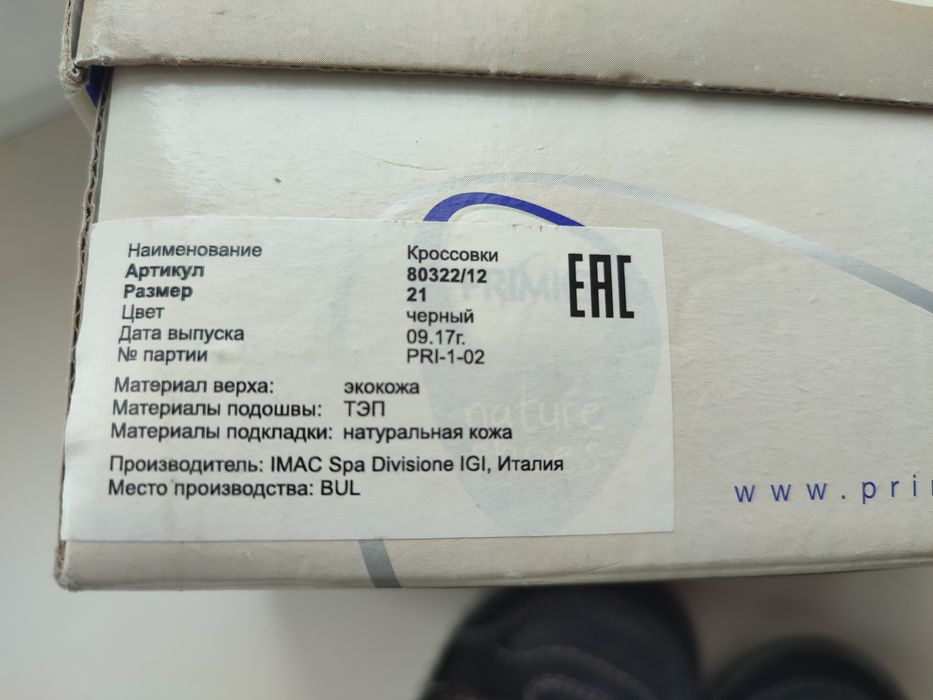 Наименование Кроссовки
Артикул 80322/12
Размер 21
Цвет черный
Дата выпуска 09.17г.
№ партии PRI-1-02
EAC
Материал верха: экокожа
Материалы подошвы: ТЭП
Материалы подкладки: натуральная кожа
Производитель: IMAC Spa Divisione IGI, Италия
Место производства: BUL
PRIMI
nature
www.pri